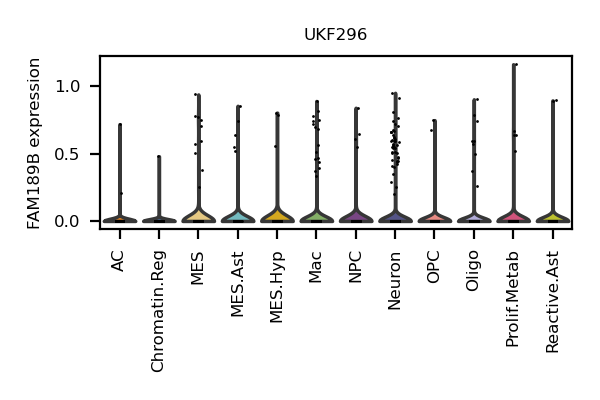 UKF296
FAM189B expression
1.0
0.5
0.0
AC
Chromatin.Reg
MES
MES.Ast
MES.Hyp
Mac
NPC
Neuron
OPC
Oligo
Prolif.Metab
Reactive.Ast